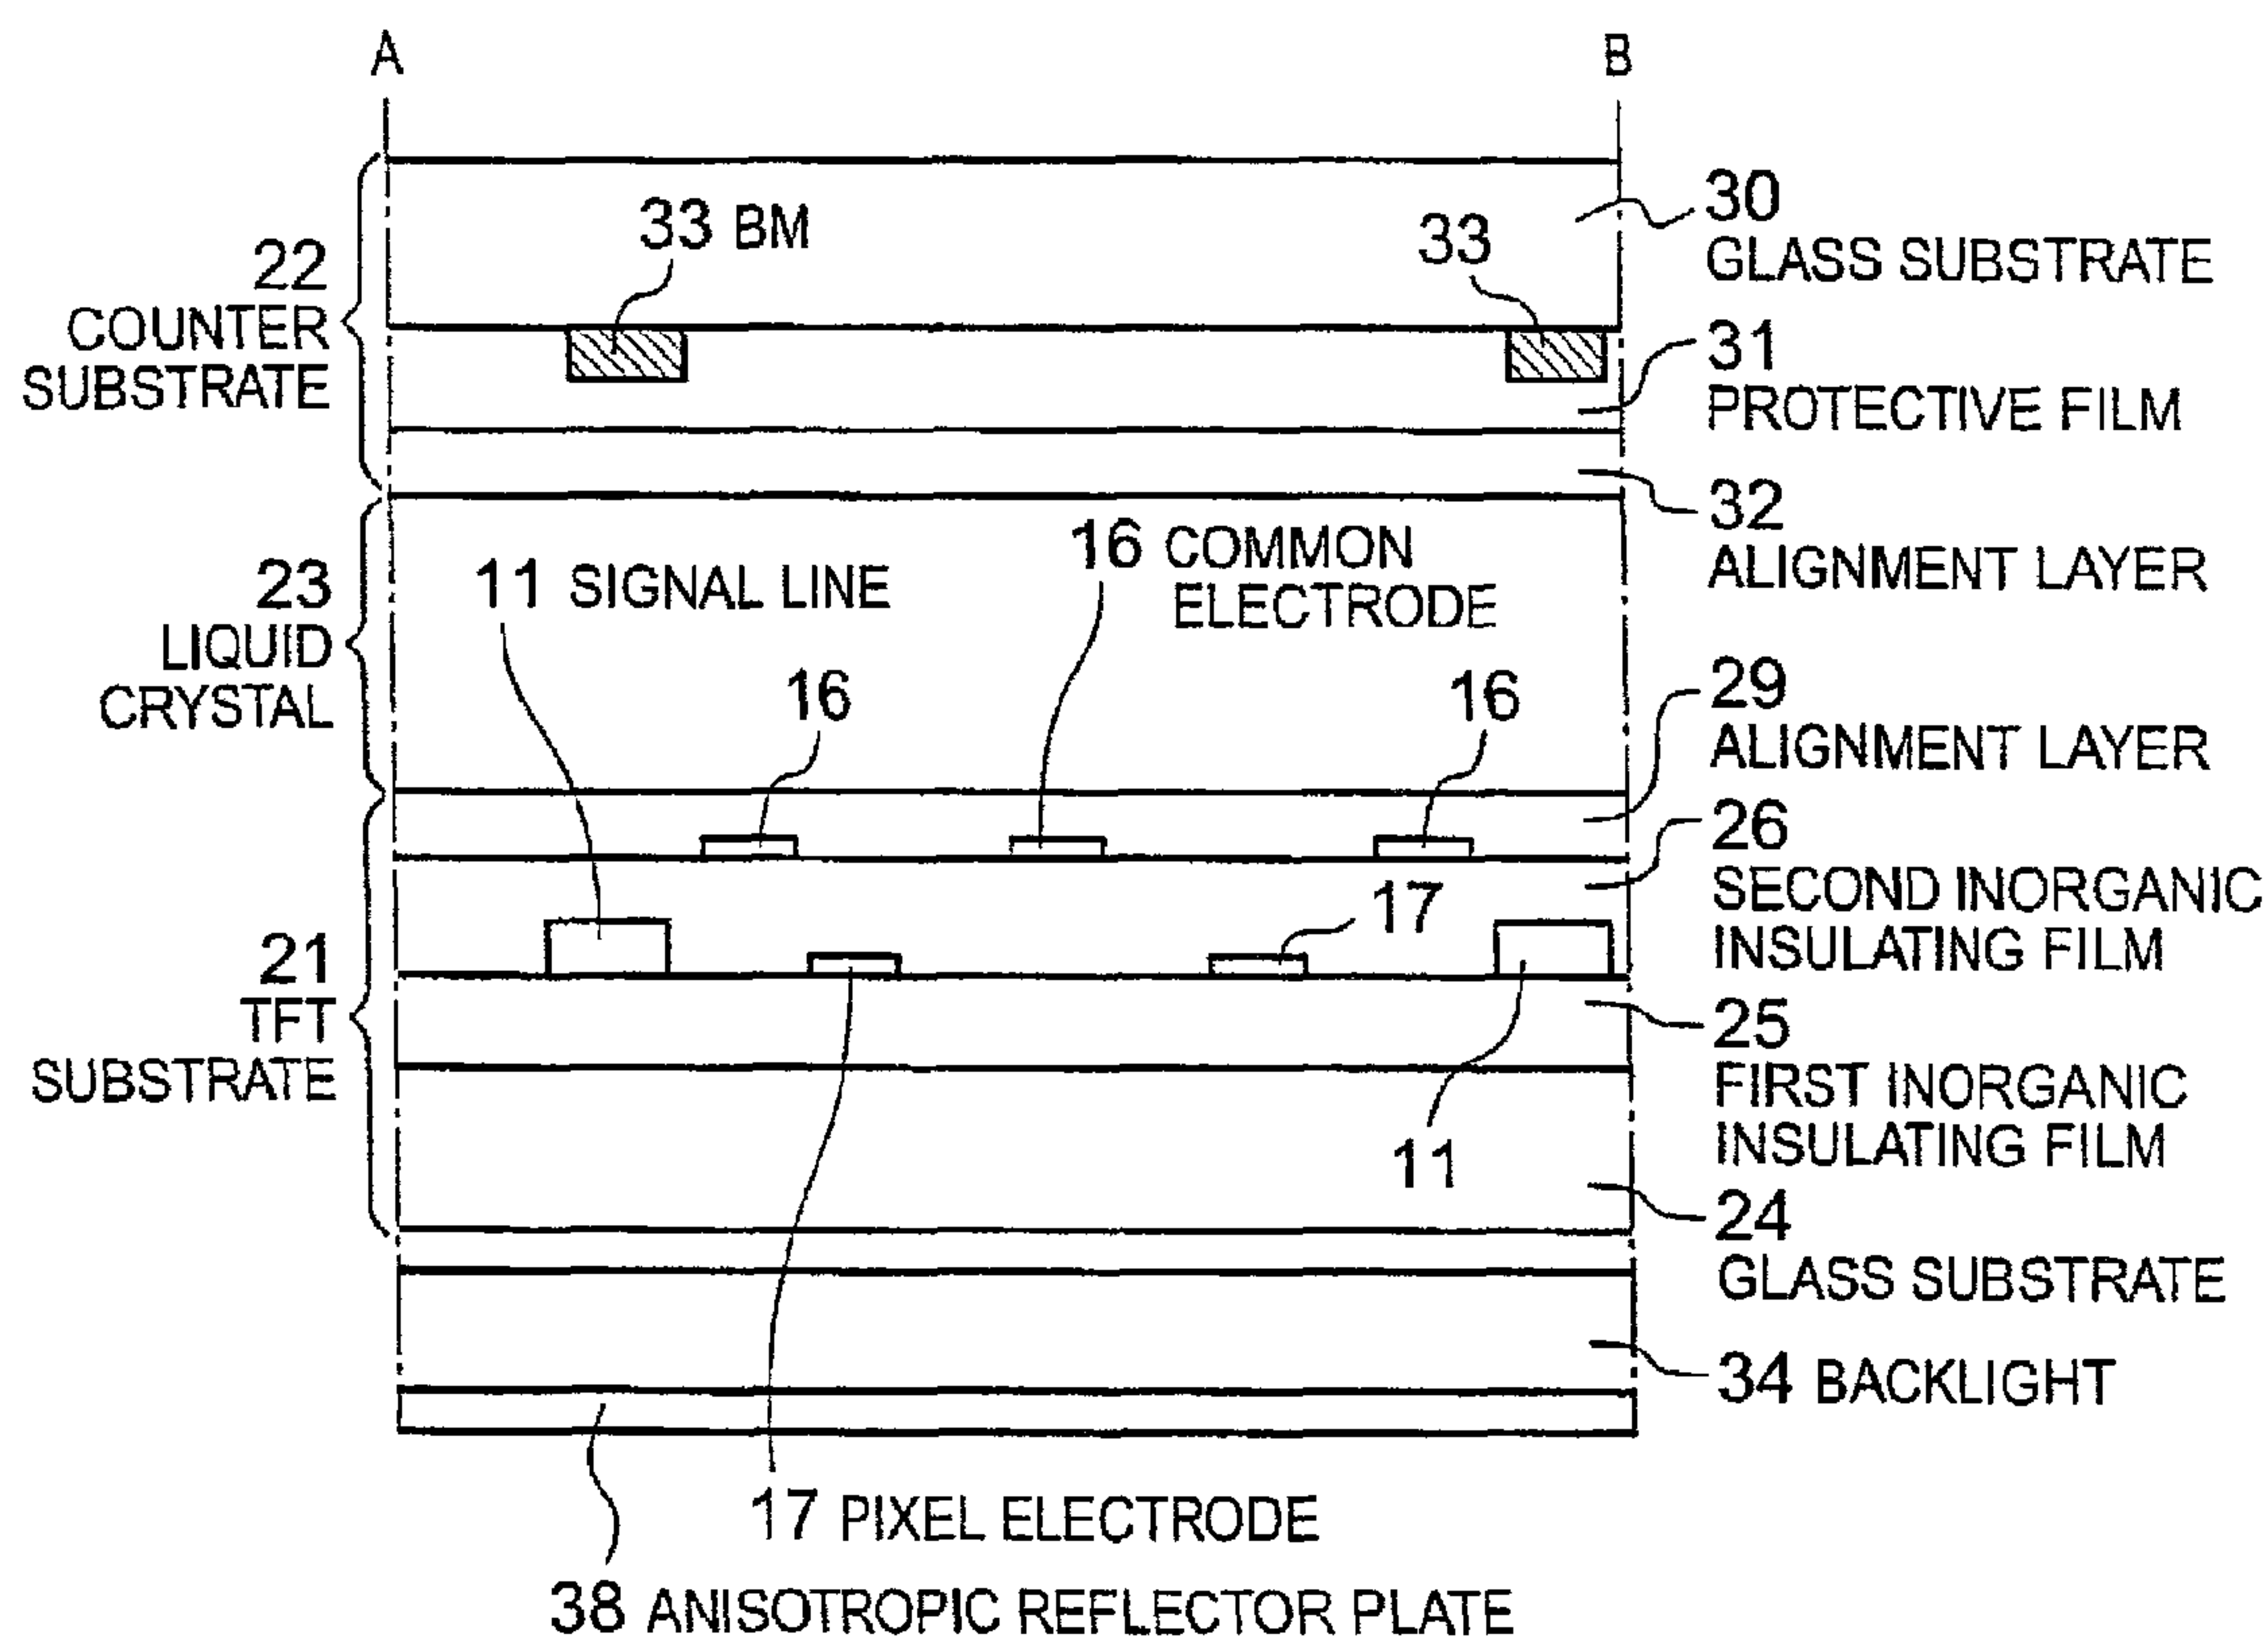 A
B
33 BM
33
30
GLASS SUBSTRATE
22
COUNTER
SUBSTRATE
31
PROTECTIVE FILM
32
ALIGNMENT LAYER
23
LIQUID
CRYSTAL
11 SIGNAL LINE
16 COMMON
ELECTRODE
16
16
29
ALIGNMENT LAYER
26
SECOND INORGANIC
INSULATING FILM
17
21
TFT
SUBSTRATE
25
FIRST INORGANIC
INSULATING FILM
11
24
GLASS SUBSTRATE
34 BACKLIGHT
17 PIXEL ELECTRODE
38 ANISOTROPIC REFLECTOR PLATE